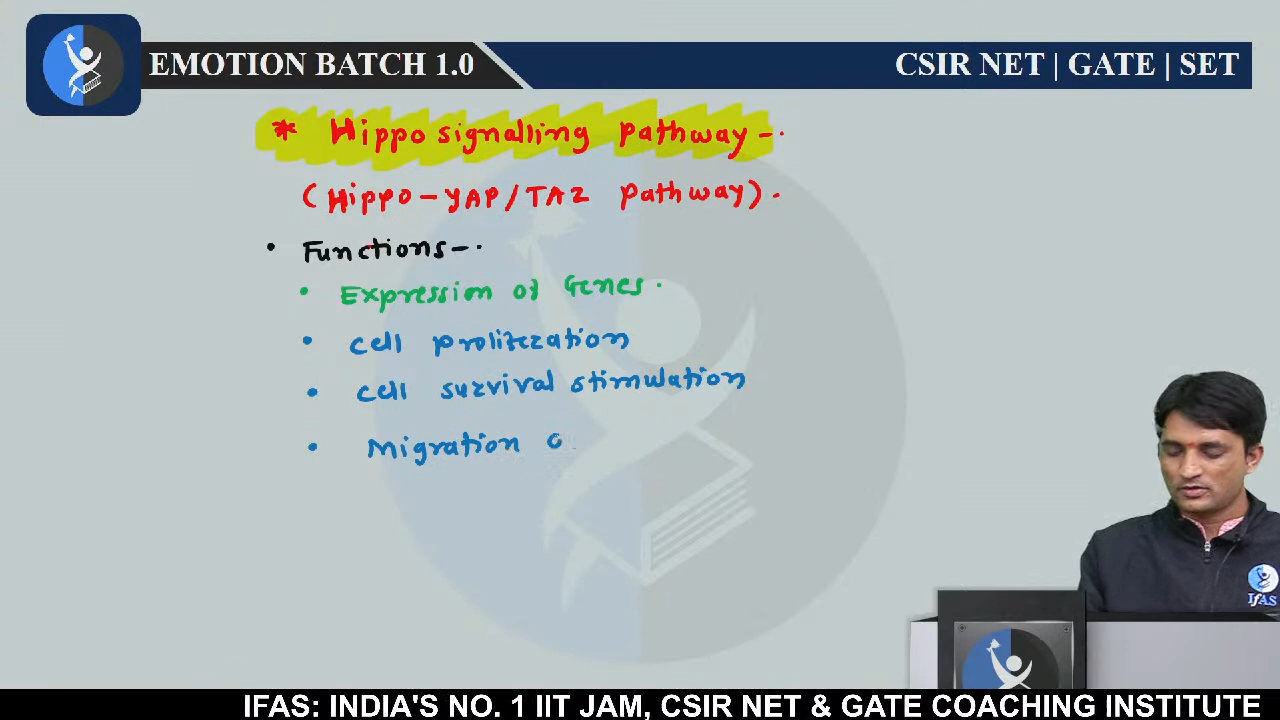 EMOTION BATCH 1.0
CSIR NET | GATE | SET
* Hippo signalling pathway -.
(Hippo - YAP/TAZ pathway).
• Functions -.
• Expression of Genes.
• cell proliferation
• cell survival stimulation
• Migration o
IFAS
IFAS: INDIA'S NO. 1 IIT JAM, CSIR NET & GATE COACHING INSTITUTE